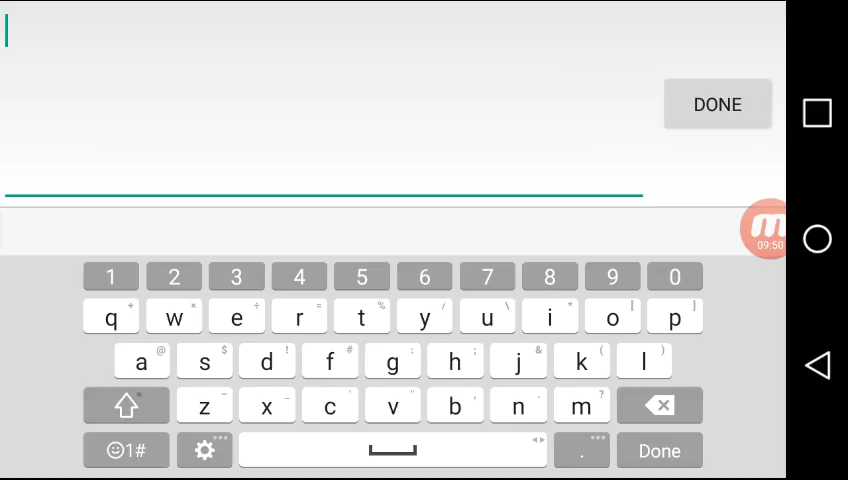 DONE
m
09:50
1 2 3 4 5 6 7 8 9 0
+ × ÷ = % / \ * [ ]
q w e r t y u i o p
@ $ ! # : ; & ( )
a s d f g h j k l
z x c v b n m
1# . Done